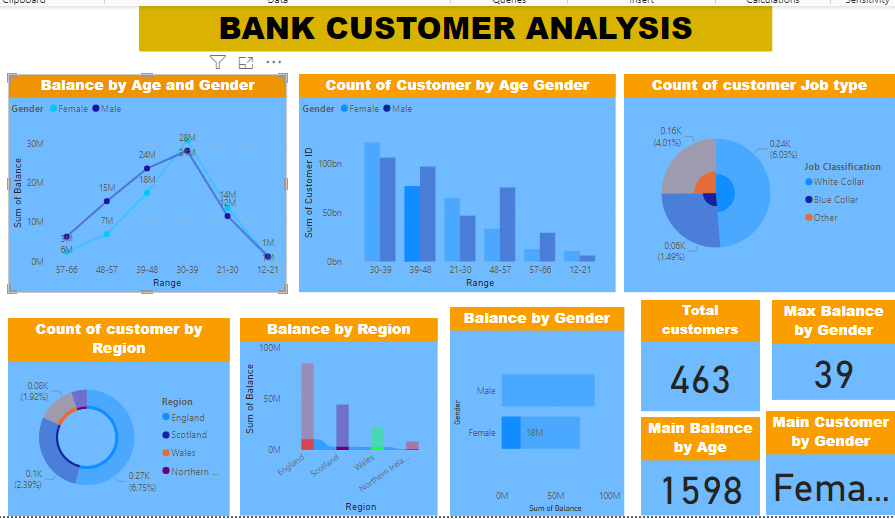 Clipboard
Data
Queries
Insert
Calculations
Sensitivity
BANK CUSTOMER ANALYSIS
Balance by Age and Gender
Gender Female Male
Sum of Balance
30M
20M
10M
0M
3M
6M
15M
7M
24M
18M
28M
14M
12M
1M
57-66 48-57 39-48 30-39 21-30 12-21
Range
Count of Customer by Age Gender
Gender Female Male
Sum of Customer ID
100bn
50bn
0bn
30-39 39-48 21-30 48-57 57-66 12-21
Range
Count of customer Job type
0.16K
(4.01%)
0.24K
(6.03%)
0.06K
(1.49%)
Job Classification
White Collar
Blue Collar
Other
Count of customer by
Region
0.08K
(1.92%)
0.1K
(2.39%)
0.27K
(6.75%)
Region
England
Scotland
Wales
Northern ...
Balance by Region
Sum of Balance
100M
50M
0M
England
Scotland
Wales
Northern Irela...
Region
Balance by Gender
Gender
Male
Female
18M
0M 50M 100M
Sum of Balance
Total
customers
463
Max Balance
by Gender
39
Main Balance
by Age
1598
Main Customer
by Gender
Fema...